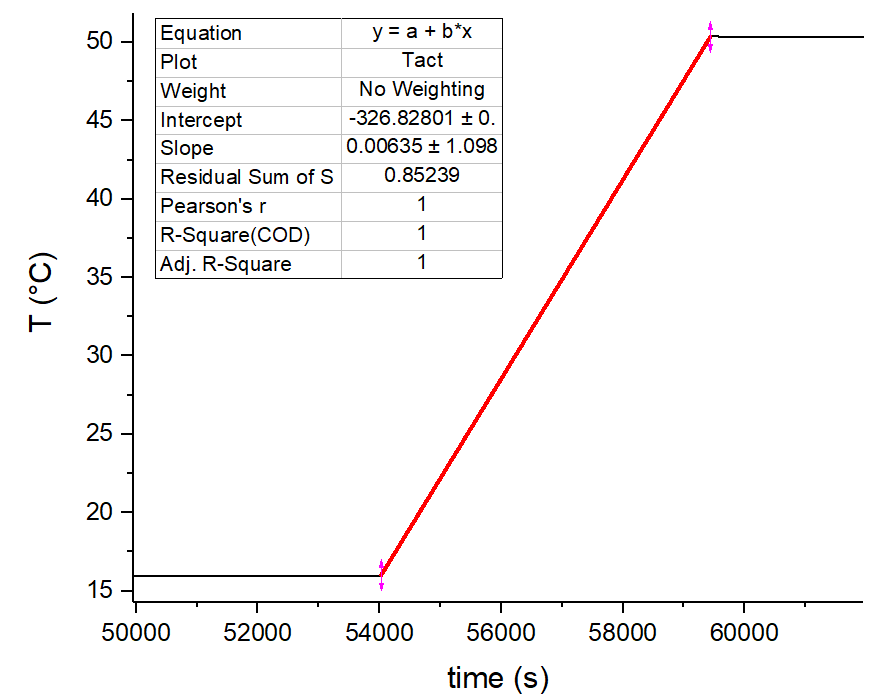 Equation y = a + b*x
Plot Tact
Weight No Weighting
Intercept -326.82801 ± 0.
Slope 0.00635 ± 1.098
Residual Sum of S 0.85239
Pearson's r 1
R-Square(COD) 1
Adj. R-Square 1
50
45
40
35
30
25
20
15
T (°C)
50000 52000 54000 56000 58000 60000
time (s)